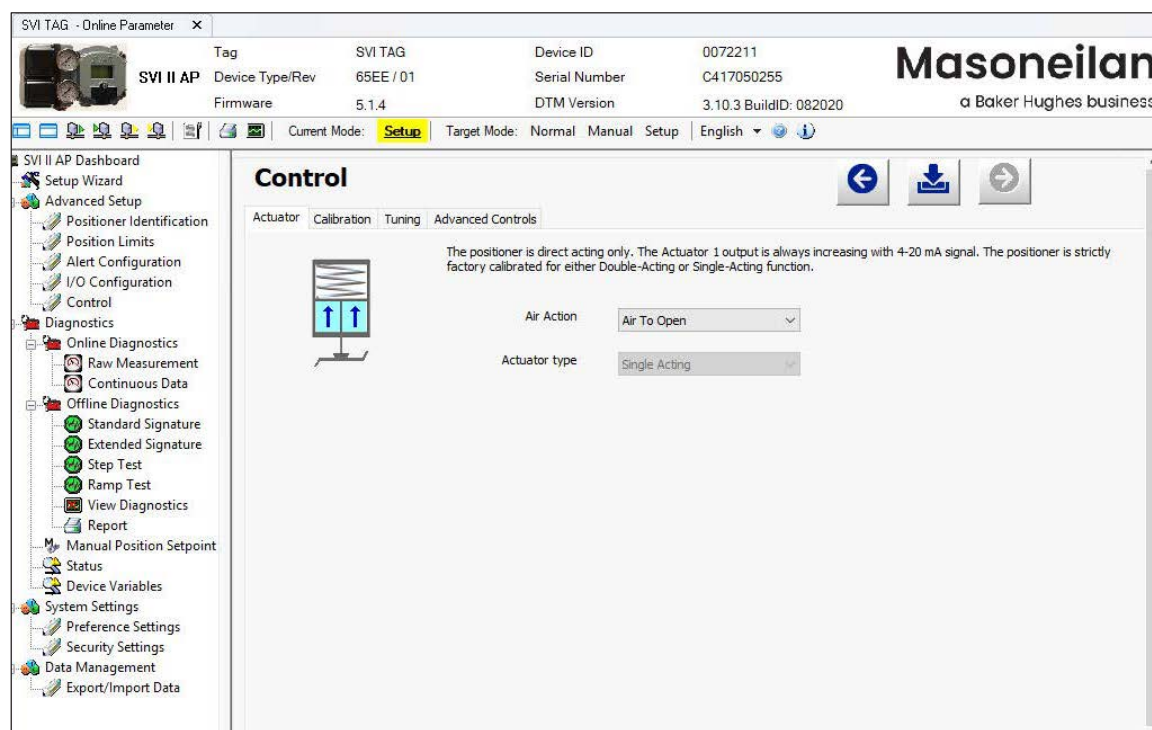 SVI TAG - Online Parameter X
SVI II AP
Tag SVI TAG Device ID 0072211
Device Type/Rev 65EE / 01 Serial Number C417050255
Firmware 5.1.4 DTM Version 3.10.3 BuildID: 082020
Masoneilan
a Baker Hughes business
Current Mode: Setup Target Mode: Normal Manual Setup English
SVI II AP Dashboard
Setup Wizard
Advanced Setup
Positioner Identification
Position Limits
Alert Configuration
I/O Configuration
Control
Diagnostics
Online Diagnostics
Raw Measurement
Continuous Data
Offline Diagnostics
Standard Signature
Extended Signature
Step Test
Ramp Test
View Diagnostics
Report
Manual Position Setpoint
Status
Device Variables
System Settings
Preference Settings
Security Settings
Data Management
Export/Import Data
Control
Actuator Calibration Tuning Advanced Controls
The positioner is direct acting only. The Actuator 1 output is always increasing with 4-20 mA signal. The positioner is strictly
factory calibrated for either Double-Acting or Single-Acting function.
Air Action Air To Open
Actuator type Single Acting